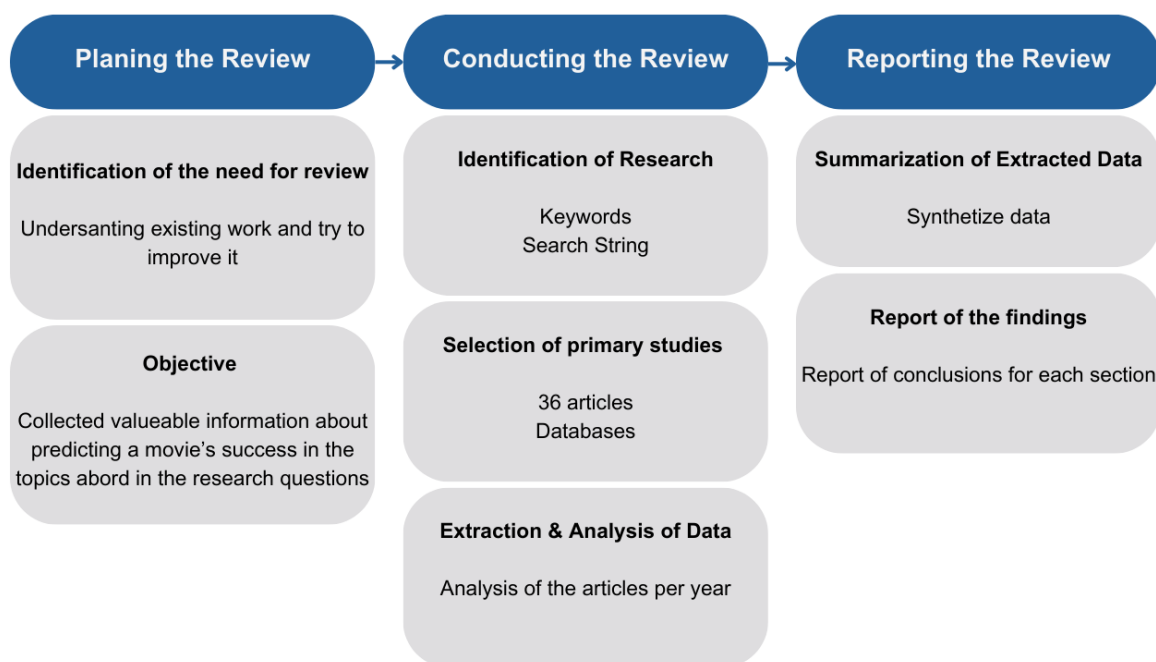 Planing the Review
Identification of the need for review
Undersanting existing work and try to
improve it
Objective
Collected valueable information about
predicting a movie's success in the
topics abord in the research questions
Conducting the Review
Identification of Research
Keywords
Search String
Selection of primary studies
36 articles
Databases
Extraction & Analysis of Data
Analysis of the articles per year
Reporting the Review
Summarization of Extracted Data
Synthetize data
Report of the findings
Report of conclusions for each section